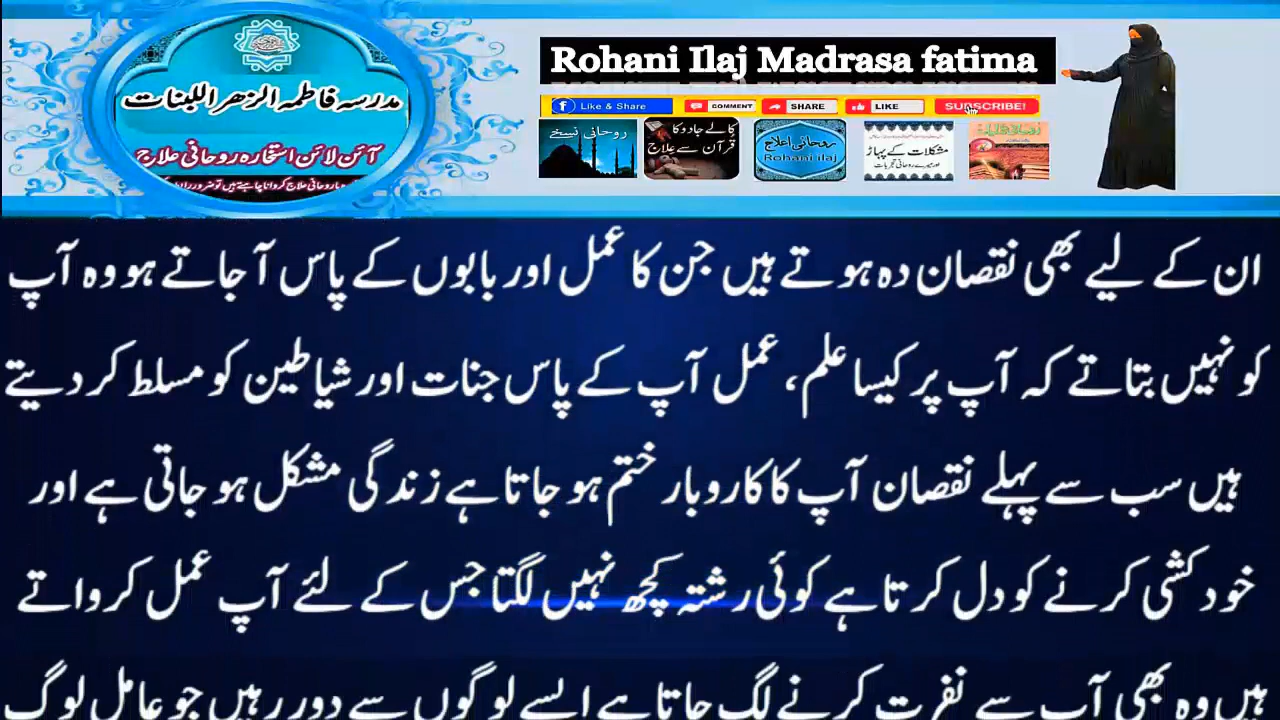 مدرسہ فاطمہ الزھرا للبنات
آئن لائن استخارہ روحانی علاج
Rohani Ilaj Madrasa fatima
Like & Share
COMMENT
SHARE
LIKE
SUBSCRIBE!
روحانی نسخے
کالے جادو کا
قرآن سے علاج
روحانی علاج
Rohani ilaj
مشکلات کے پہاڑ
ان کے لیے بھی نقصان دہ ہوتے ہیں جن کا عمل اور بابوں کے پاس آ جاتے ہو وہ آپ
کو نہیں بتاتے کہ آپ پر کیسا علم، عمل آپ کے پاس جنات اور شیاطین کو مسلط کر دیتے
ہیں سب سے پہلے نقصان آپ کا کاروبار ختم ہو جاتا ہے زندگی مشکل ہو جاتی ہے اور
خود کشی کرنے کو دل کرتا ہے کوئی رشتہ کچھ نہیں لگتا جس کے لئے آپ عمل کرواتے
ہیں وہ بھی آپ سے نفرت کرنے لگ جاتا ہے ایسے لوگوں سے دور رہیں جو عامل لوگ